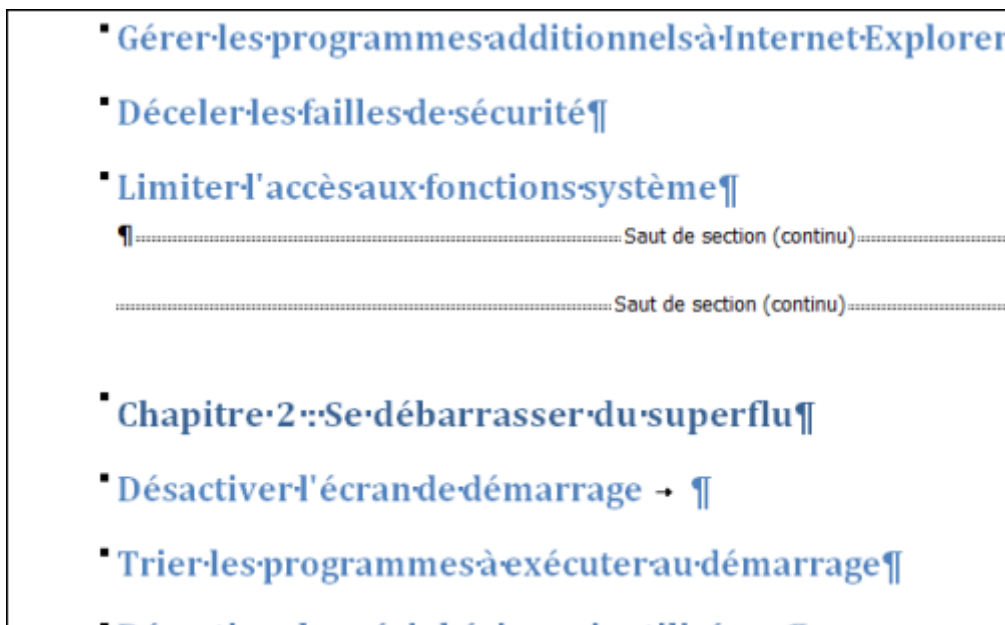 Gérer les programmes additionnels à Internet Explorer
Déceler les failles de sécurité¶
Limiter l'accès aux fonctions système¶
¶ Saut de section (continu)
Saut de section (continu)
Chapitre 2 : Se débarrasser du superflu¶
Désactiver l'écran de démarrage → ¶
Trier les programmes à exécuter au démarrage¶